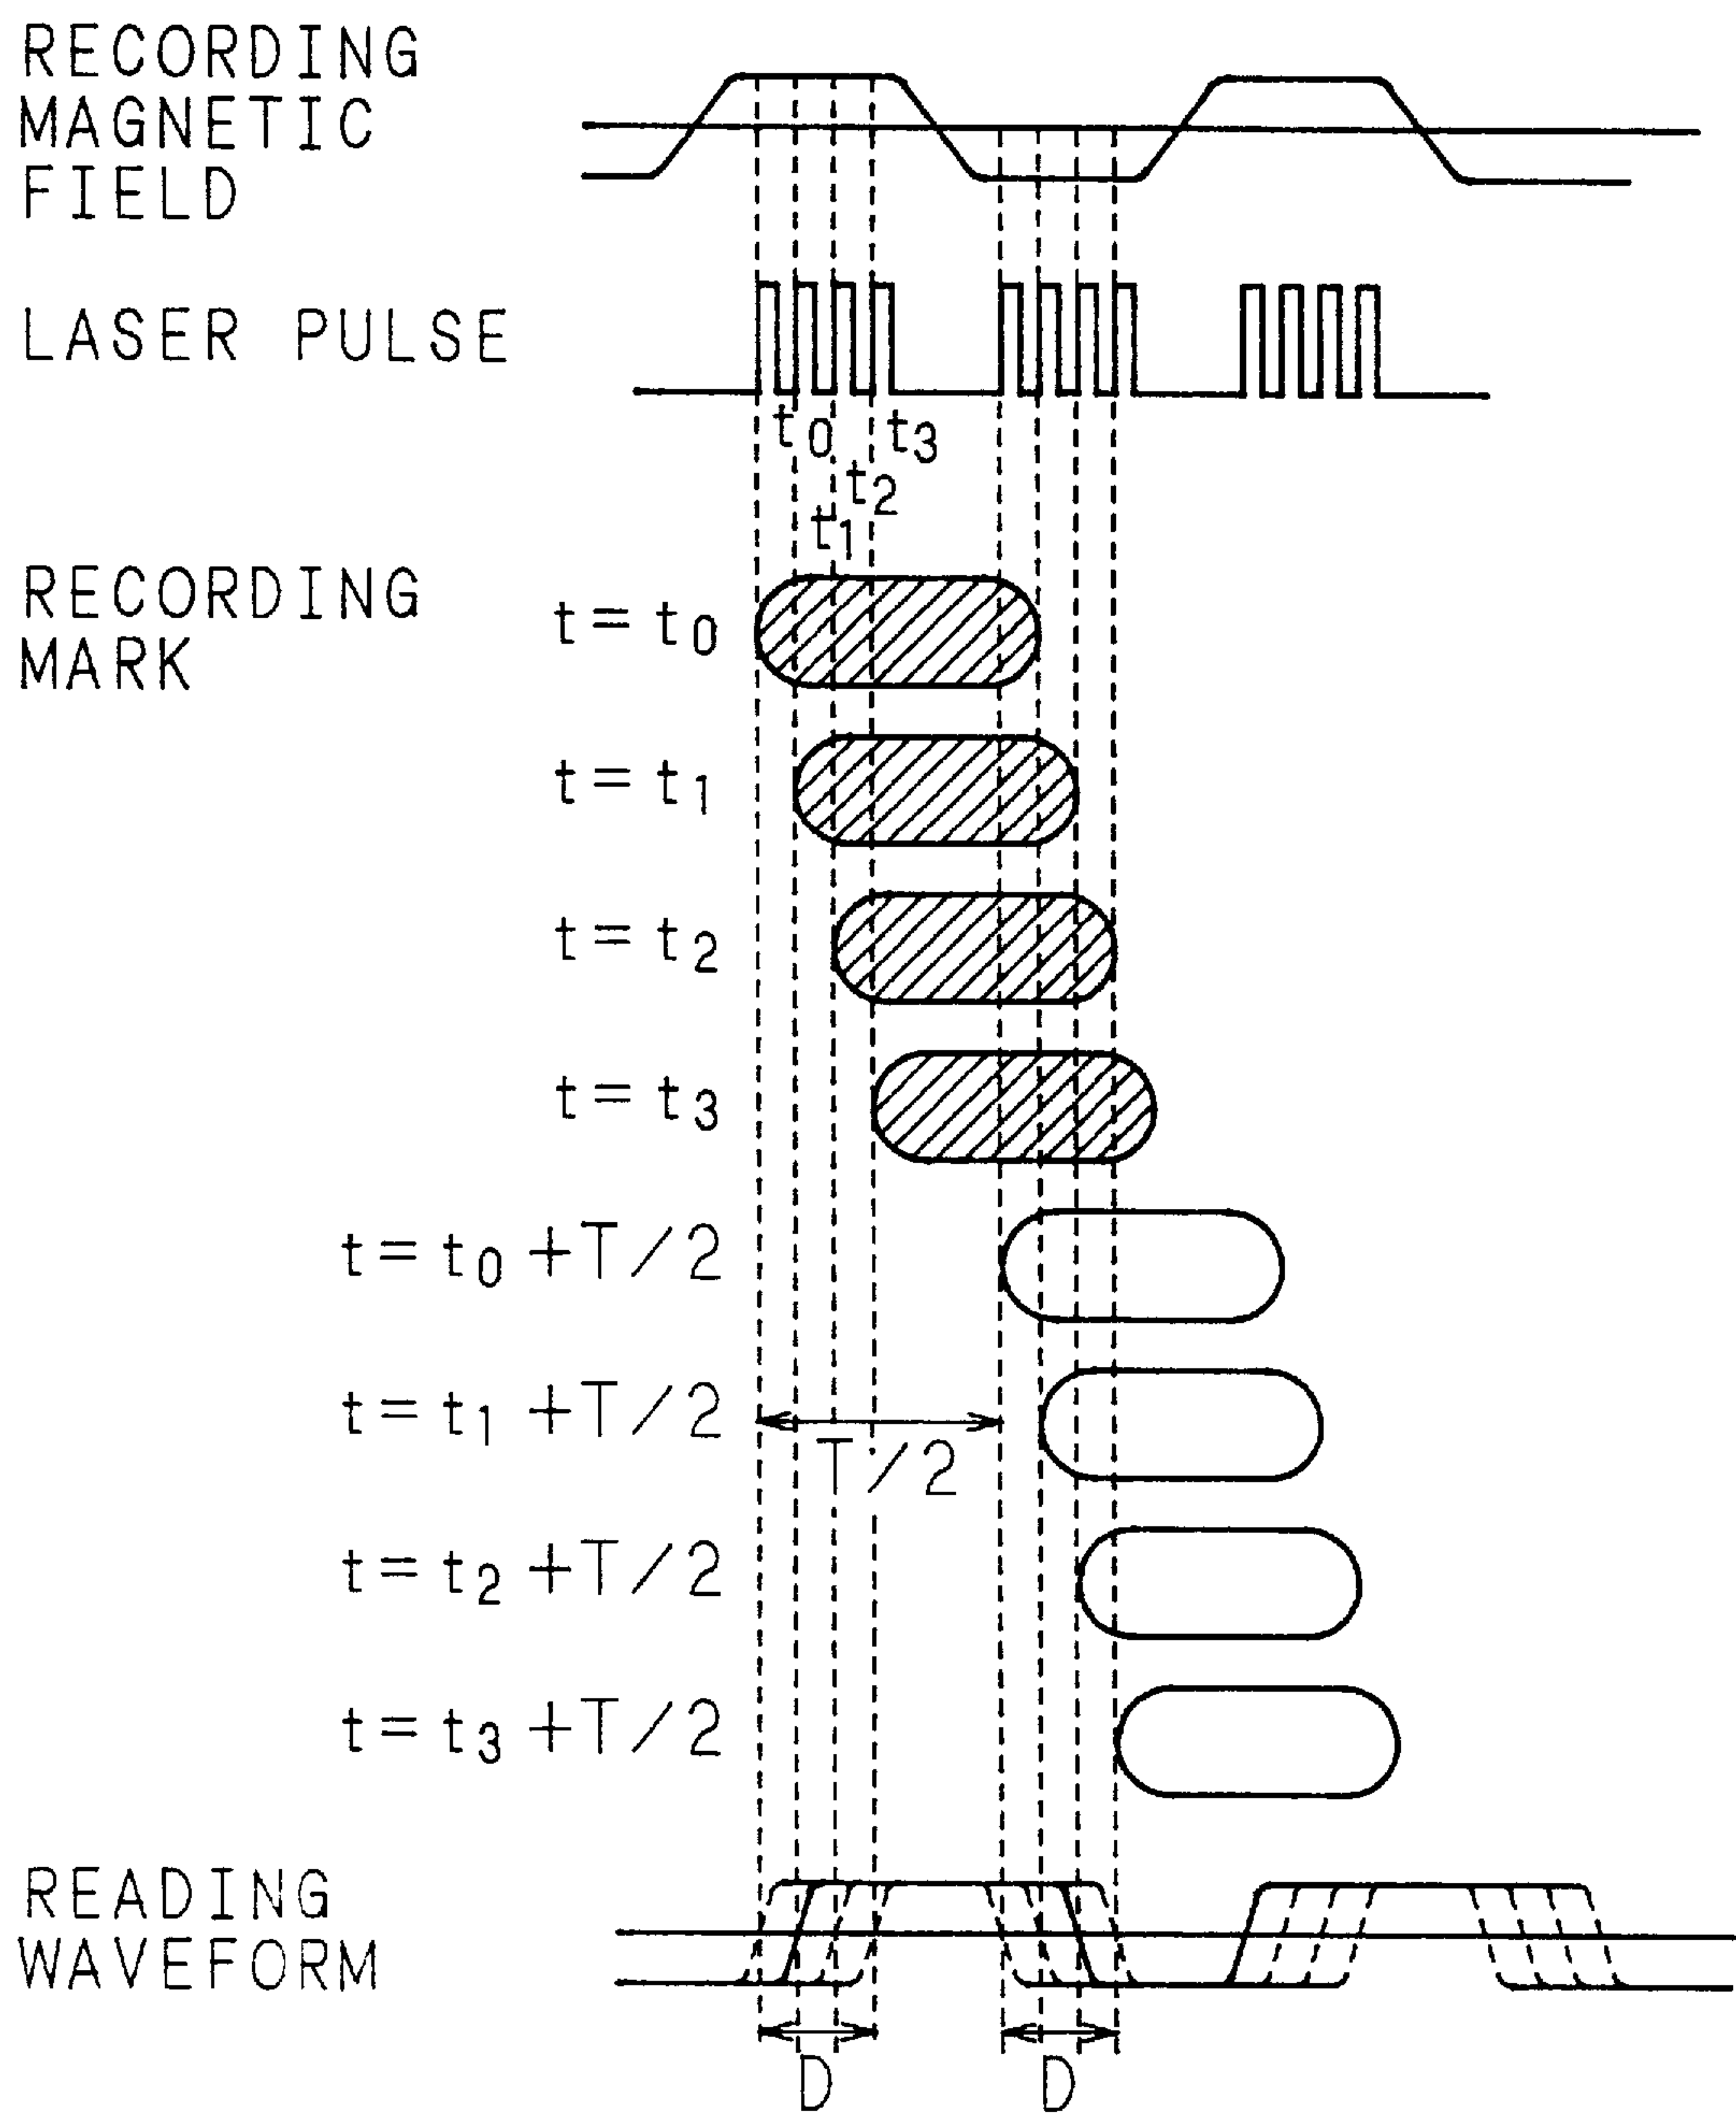 RECORDING
MAGNETIC
FIELD
LASER PULSE
t0
t3
t2
t1
RECORDING
MARK
t = t0
t = t1
t = t2
t = t3
t = t0 + T/2
t = t1 + T/2
T/2
t = t2 + T/2
t = t3 + T/2
READING
WAVEFORM
D D